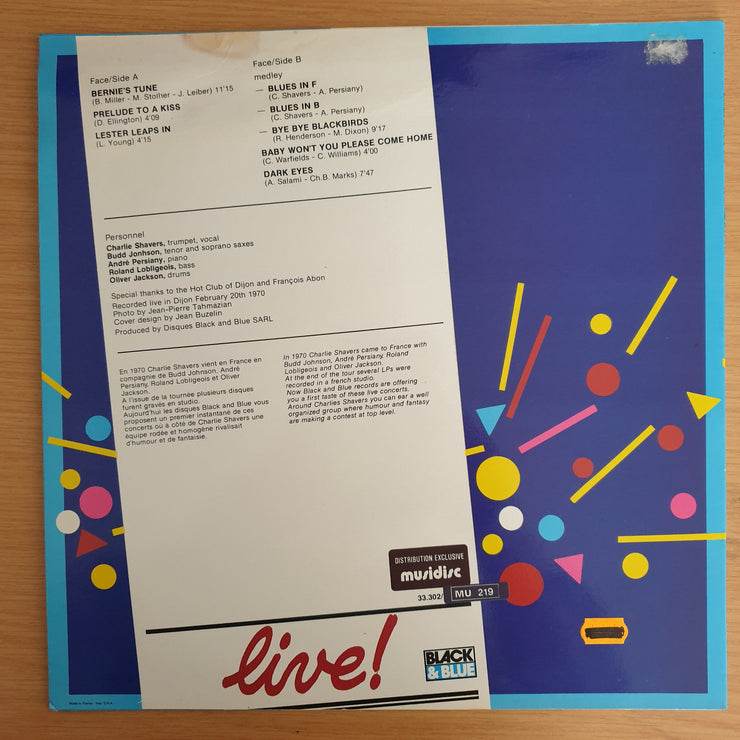 Face/Side A
BERNIE'S TUNE
(B. Miller - M. Stolher - J. Leiber) 11'15
PRELUDE TO A KISS
(D. Ellington) 4'09
LESTER LEAPS IN
(L. Young) 4'15
Face/Side B
medley
— BLUES IN F
(C. Shavers - A. Persiany)
— BLUES IN B
(C. Shavers - A. Persiany)
— BYE BYE BLACKBIRDS
(R. Henderson - M. Dixon) 9'17
BABY WON'T YOU PLEASE COME HOME
(C. Warfields - C. Williams) 4'00
DARK EYES
(A. Salami - Ch.B. Marks) 7'47
Personnel
Charlie Shavers, trumpet, vocal
Budd Jonhson, tenor and soprano saxes
André Persiany, piano
Roland Lobligeois, bass
Oliver Jackson, drums
Special thanks to the Hot Club of Dijon and François Abon
Recorded live in Dijon February 20th 1970
Photo by Jean-Pierre Tahmazian
Cover design by Jean Buzelin
Produced by Disques Black and Blue SARL
En 1970 Charlie Shavers vient en France en
compagnie de Budd Johnson, André
Persiany, Roland Lobligeois et Oliver
Jackson.
A l'issue de la tournée plusieurs disques
furent gravés en studio.
Aujourd'hui les disques Black and Blue vous
proposent un premier instantané de ces
concerts où à côté de Charlie Shavers une
équipe rodée et homogène rivalisait
d'humour et de fantaisie.
In 1970 Charlie Shavers came to France with
Budd Johnson, André Persiany, Roland
Lobligeois and Oliver Jackson.
At the end of the tour several LPs were
recorded in a french studio.
Now Black and Blue records are offering
you a first taste of these live concerts.
Around Charlies Shavers you can ear a well
organized group where humour and fantasy
are making a contest at top level.
DISTRIBUTION EXCLUSIVE
musidisc
33.302/
MU 219
live!
BLACK
& BLUE
Made in France